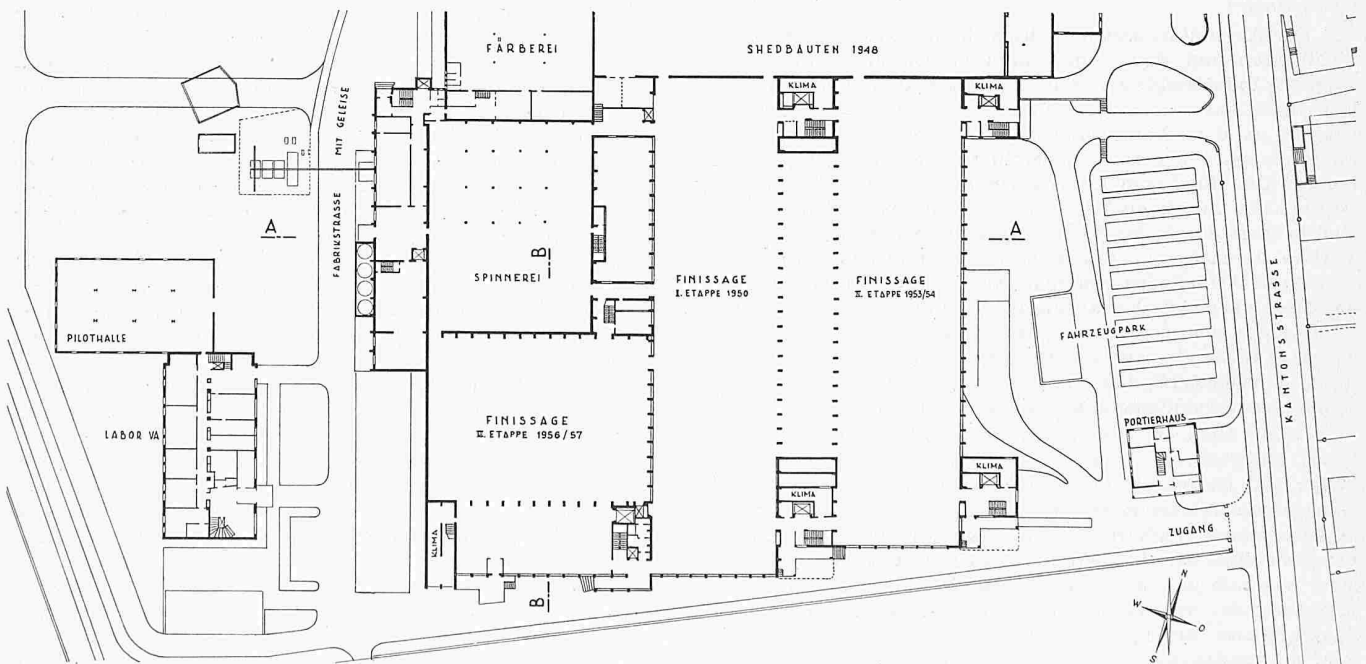 FÄRBEREI
SHEDBAUTEN 1948
KLIMA
KLIMA
MIT GELEISE
FABRIKSTRASSE
A
B
A
SPINNEREI
FINISSAGE
I. ETAPPE 1950
FINISSAGE
II. ETAPPE 1953/54
KANTONSSTRASSE
FAHRZEUGPARK
PILOTHALLE
LABOR VA
FINISSAGE
III. ETAPPE 1956/57
PORTIERHAUS
KLIMA
KLIMA
KLIMA
ZUGANG
B
N
W
O
S